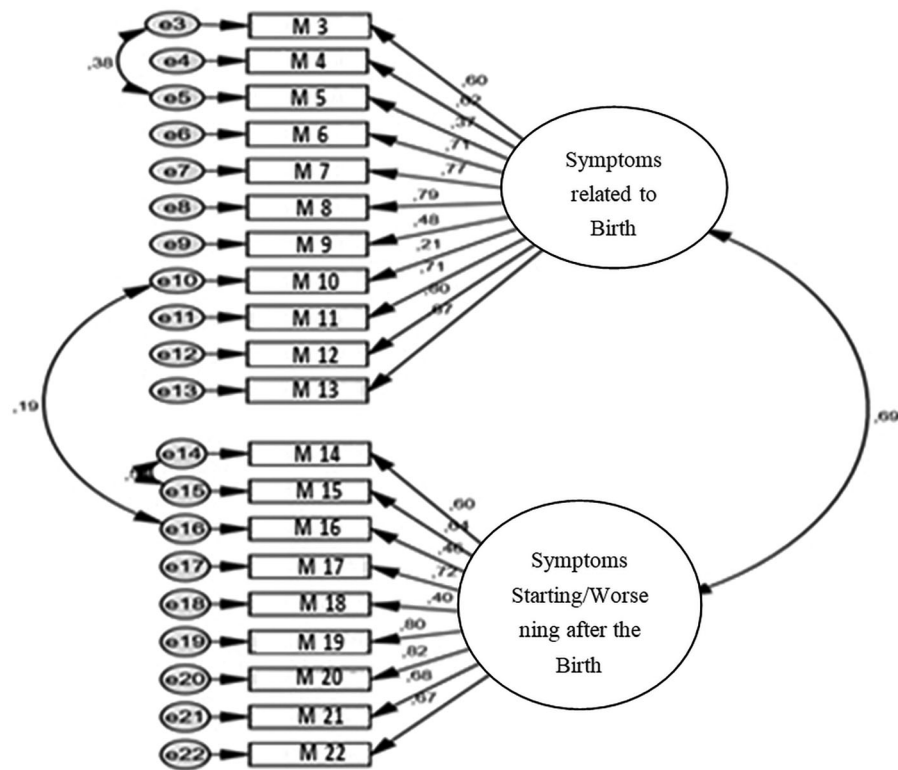 e3 M 3
e4 M 4
,38
e5 M 5
e6 M 6
e7 M 7
e8 M 8
e9 M 9
e10 M 10
e11 M 11
e12 M 12
e13 M 13
,60
,62
,37
,71
,77
,79
,48
,21
,71
,60
,67
Symptoms
related to
Birth
,19
,69
e14 M 14
e15 M 15
e16 M 16
e17 M 17
e18 M 18
e19 M 19
e20 M 20
e21 M 21
e22 M 22
,60
,64
,46
,72
,40
,80
,82
,68
,67
Symptoms
Starting/Worse
ning after the
Birth